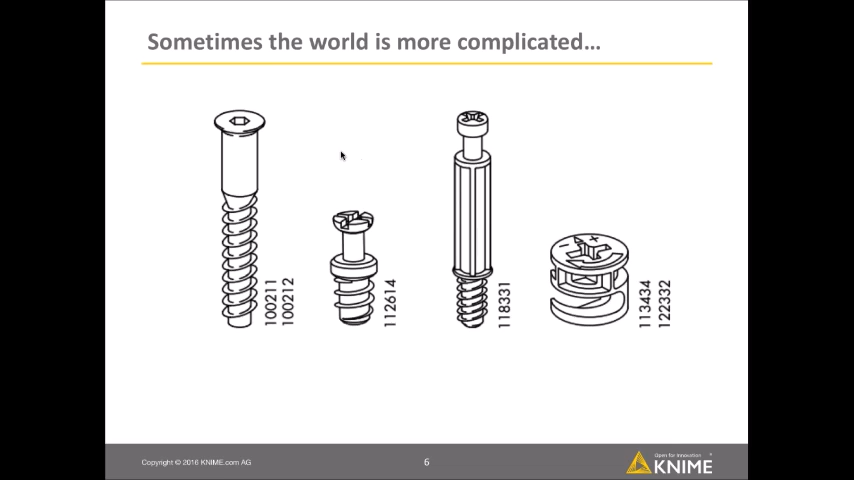 Sometimes the world is more complicated...
100211
100212
112614
118331
113434
122332
Copyright © 2016 KNIME.com AG
6
Open for Innovation ®
KNIME